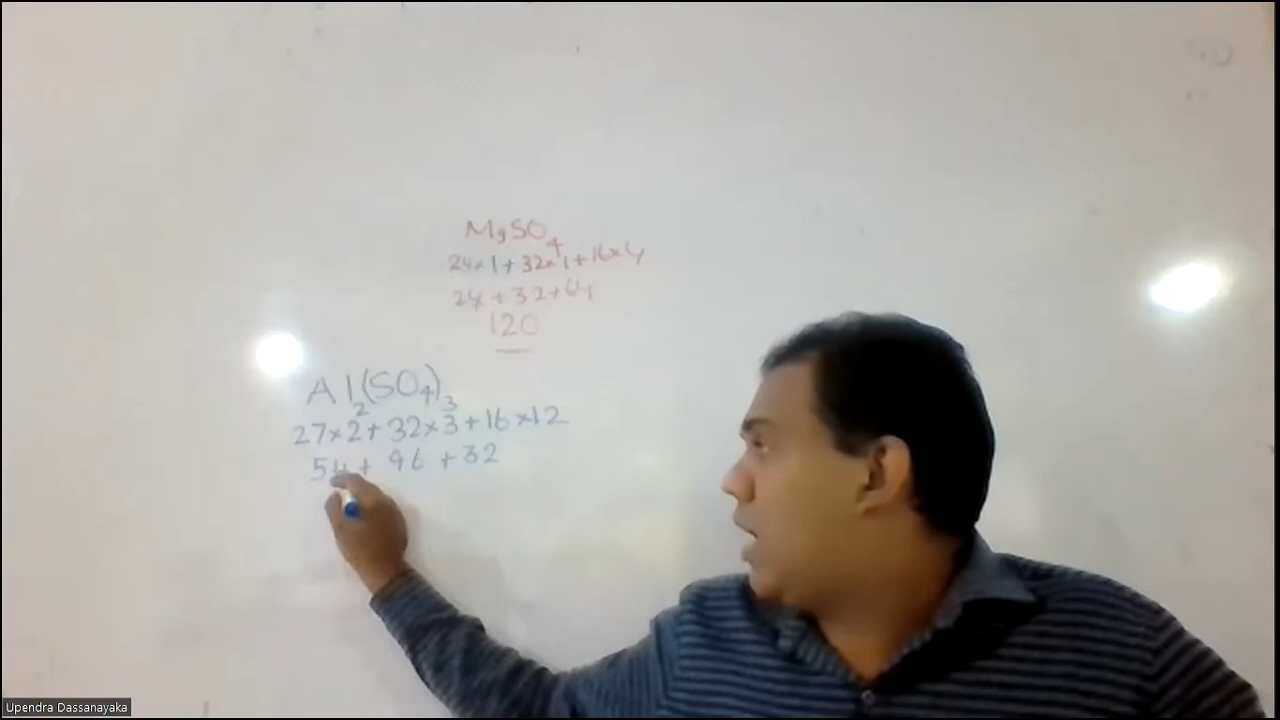 MgSO4
24×1+32×1+16×4
24+32+64
120
Al2(SO4)3
27×2+32×3+16×12
54+ 96 +32
Upendra Dassanayaka